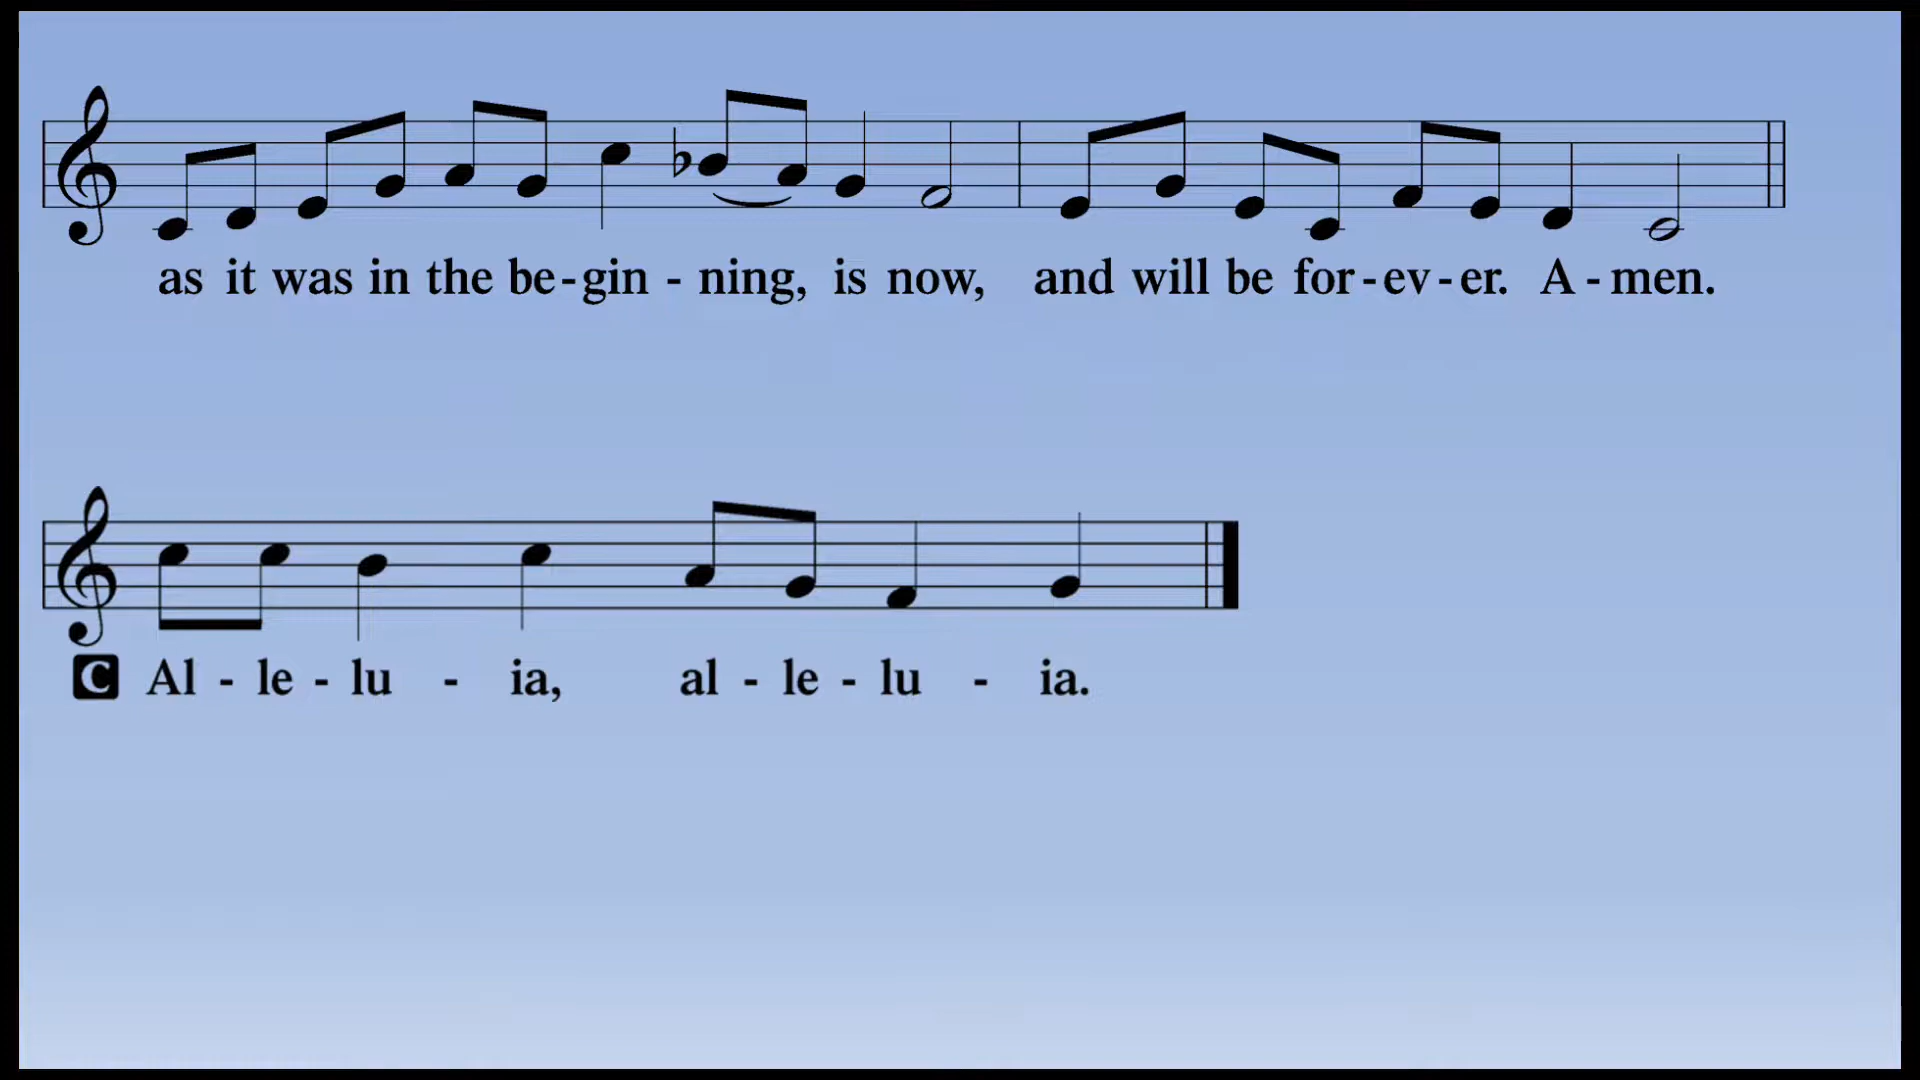 as it was in the be-gin - ning, is now, and will be for-ev-er. A-men.
C Al - le - lu - ia, al - le - lu - ia.